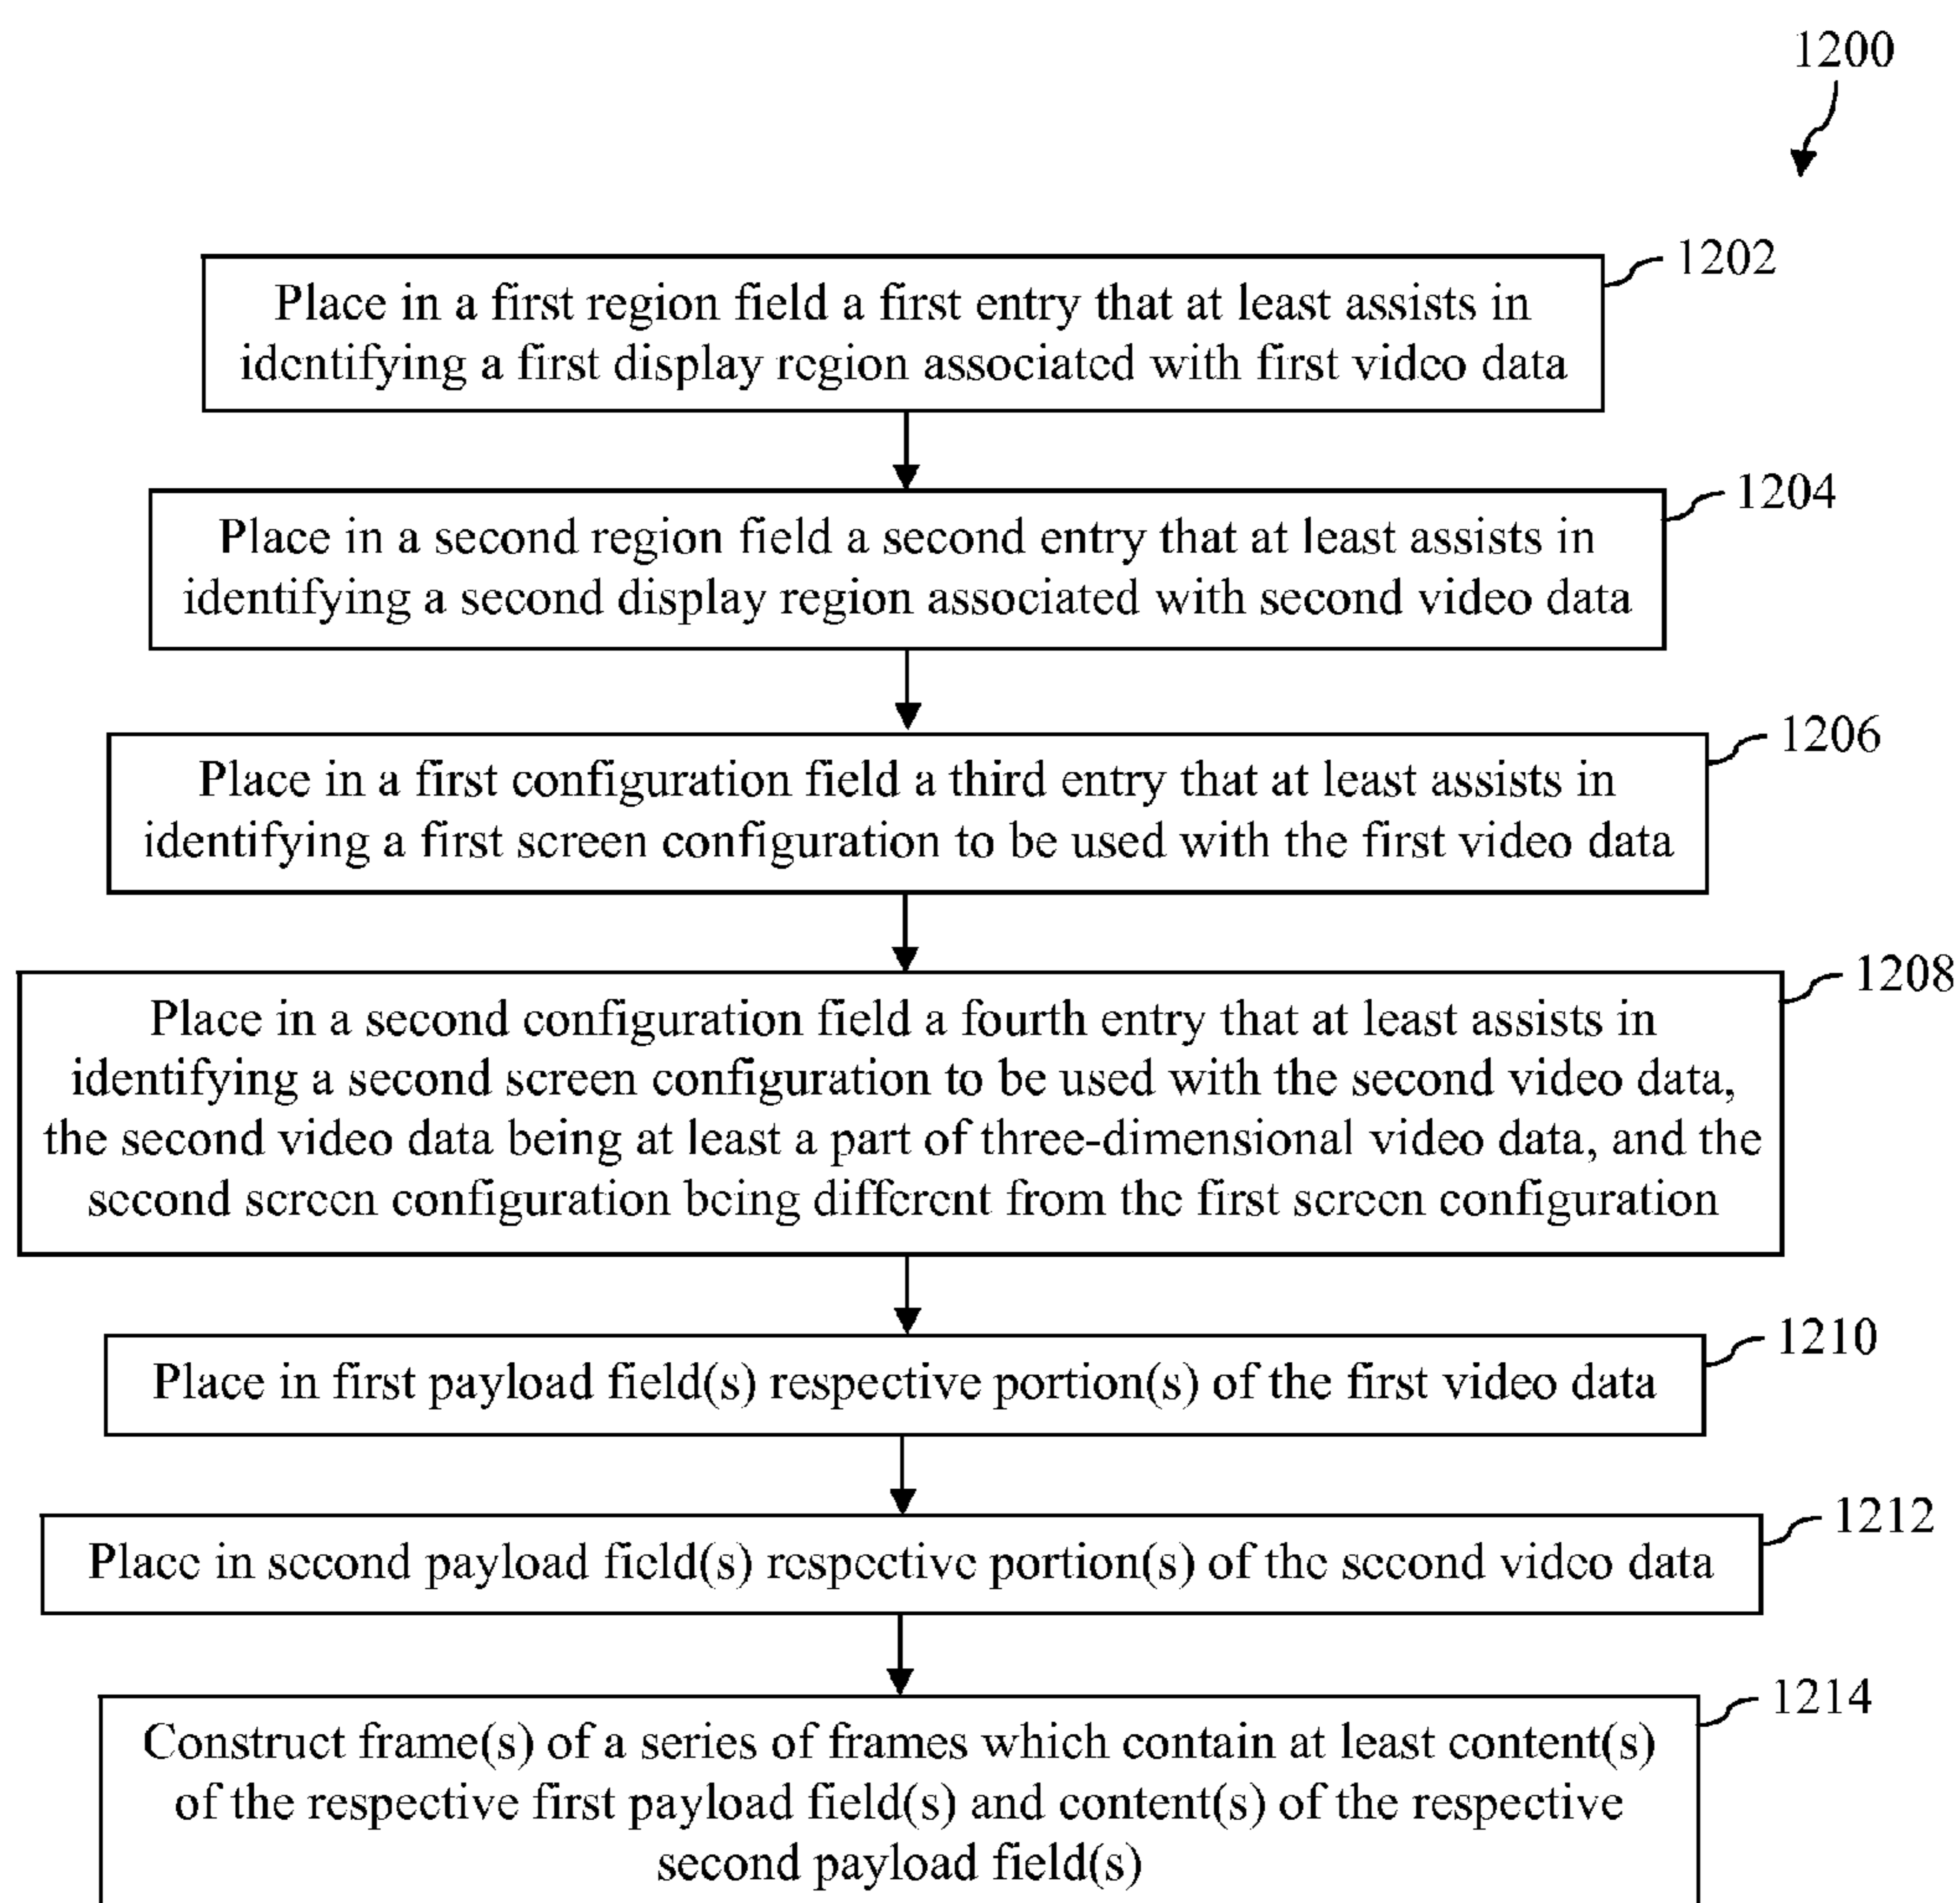 1200
1202
Place in a first region field a first entry that at least assists in
identifying a first display region associated with first video data
1204
Place in a second region field a second entry that at least assists in
identifying a second display region associated with second video data
1206
Place in a first configuration field a third entry that at least assists in
identifying a first screen configuration to be used with the first video data
1208
Place in a second configuration field a fourth entry that at least assists in
identifying a second screen configuration to be used with the second video data,
the second video data being at least a part of three-dimensional video data, and the
second screen configuration being different from the first screen configuration
1210
Place in first payload field(s) respective portion(s) of the first video data
1212
Place in second payload field(s) respective portion(s) of the second video data
1214
Construct frame(s) of a series of frames which contain at least content(s)
of the respective first payload field(s) and content(s) of the respective
second payload field(s)